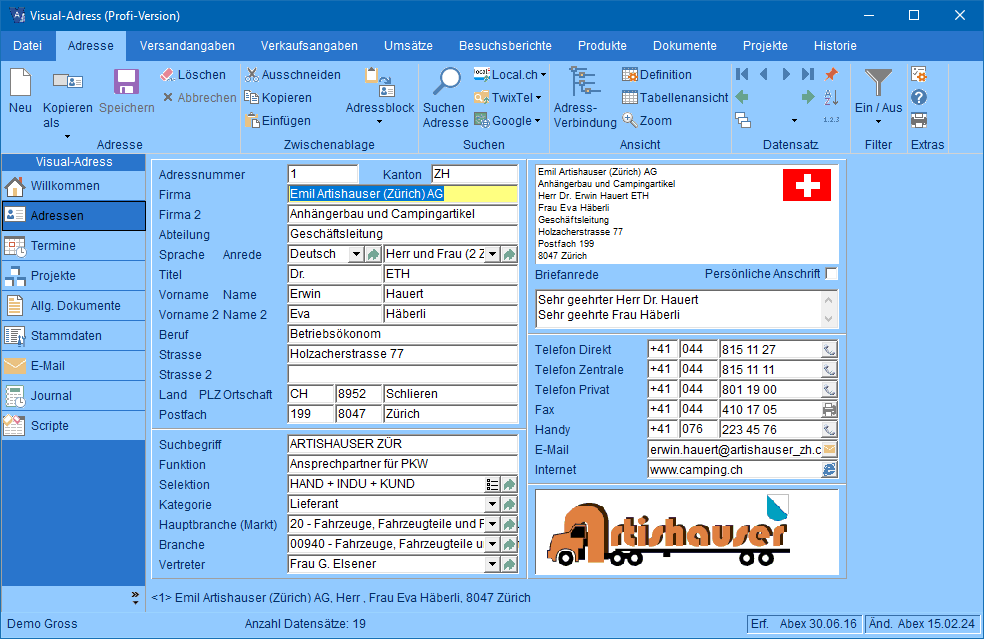 Visual-Adress (Profi-Version)
Datei Adresse Versandangaben Verkaufsangaben Umsätze Besuchsberichte Produkte Dokumente Projekte Historie
Neu
Kopieren als
Speichern
Löschen
Abbrechen
Adresse
Ausschneiden
Kopieren
Einfügen
Adressblock
Zwischenablage
Suchen Adresse
local.ch Local.ch
TwixTel
Google
Suchen
Adress-Verbindung
Definition
Tabellenansicht
Zoom
Ansicht
1.2.3
Datensatz
Ein / Aus
Filter
Extras
Visual-Adress
Willkommen
Adressen
Termine
Projekte
Allg. Dokumente
Stammdaten
E-Mail
Journal
Scripte
Adressnummer 1 Kanton ZH
Firma Emil Artishauser (Zürich) AG
Firma 2 Anhängerbau und Campingartikel
Abteilung Geschäftsleitung
Sprache Anrede Deutsch Herr und Frau (2 Z
Titel Dr. ETH
Vorname Name Erwin Hauert
Vorname 2 Name 2 Eva Häberli
Beruf Betriebsökonom
Strasse Holzacherstrasse 77
Strasse 2
Land PLZ Ortschaft CH 8952 Schlieren
Postfach 199 8047 Zürich
Suchbegriff ARTISHAUSER ZÜR
Funktion Ansprechpartner für PKW
Selektion HAND + INDU + KUND
Kategorie Lieferant
Hauptbranche (Markt) 20 - Fahrzeuge, Fahrzeugteile und F
Branche 00940 - Fahrzeuge, Fahrzeugteile u
Vertreter Frau G. Elsener
Emil Artishauser (Zürich) AG
Anhängerbau und Campingartikel
Herr Dr. Erwin Hauert ETH
Frau Eva Häberli
Geschäftsleitung
Holzacherstrasse 77
Postfach 199
8047 Zürich
Briefanrede Persönliche Anschrift
Sehr geehrter Herr Dr. Hauert
Sehr geehrte Frau Häberli
Telefon Direkt +41 044 815 11 27
Telefon Zentrale +41 044 815 11 11
Telefon Privat +41 044 801 19 00
Fax +41 044 410 17 05
Handy +41 076 223 45 76
E-Mail erwin.hauert@artishauser_zh.c
Internet www.camping.ch
Artishauser
<1> Emil Artishauser (Zürich) AG, Herr , Frau Eva Häberli, 8047 Zürich
Demo Gross Anzahl Datensätze: 19 Erf. Abex 30.06.16 Änd. Abex 15.02.24